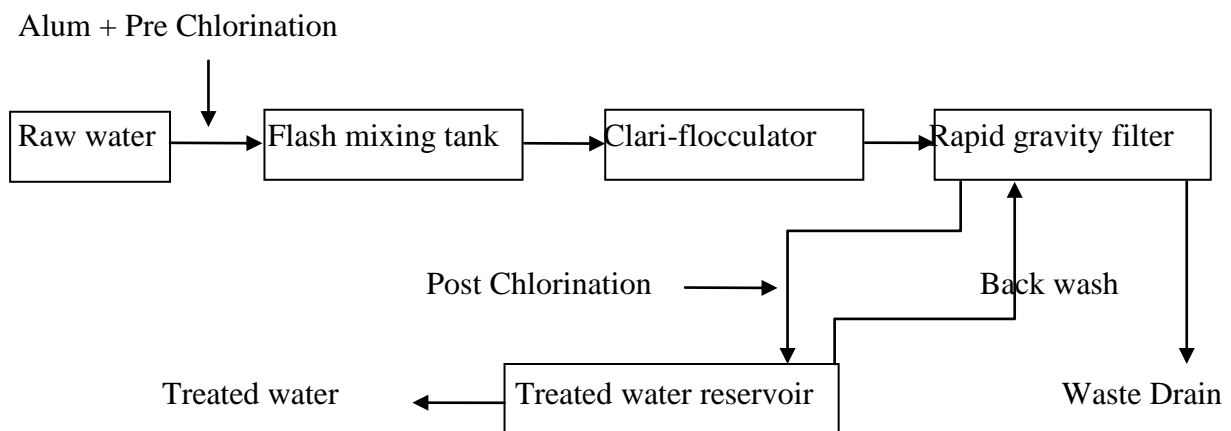 Alum + Pre Chlorination
Raw water
Flash mixing tank
Clari-flocculator
Rapid gravity filter
Post Chlorination
Back wash
Treated water
Treated water reservoir
Waste Drain